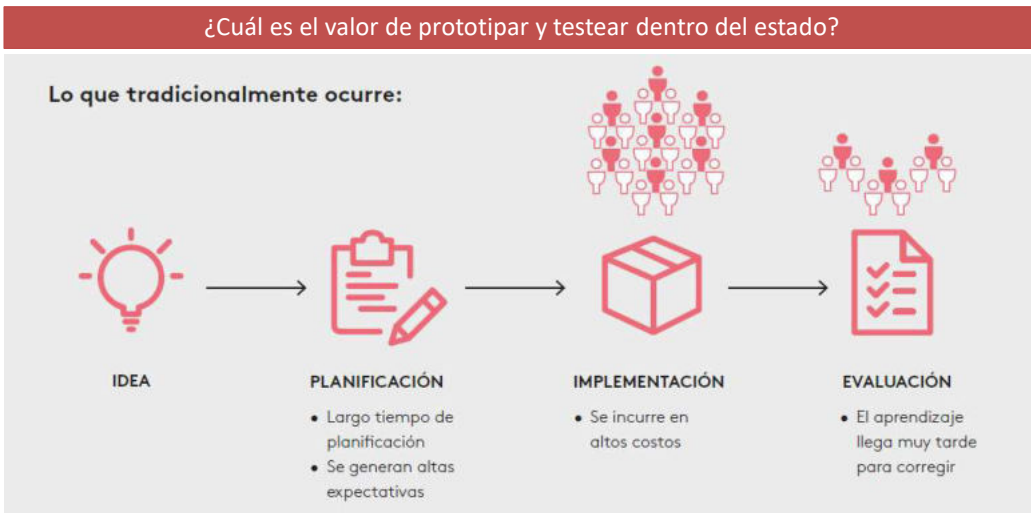 ¿Cuál es el valor de prototipar y testear dentro del estado?
Lo que tradicionalmente ocurre:
IDEA
PLANIFICACIÓN
• Largo tiempo de
planificación
• Se generan altas
expectativas
IMPLEMENTACIÓN
• Se incurre en
altos costos
EVALUACIÓN
• El aprendizaje
llega muy tarde
para corregir